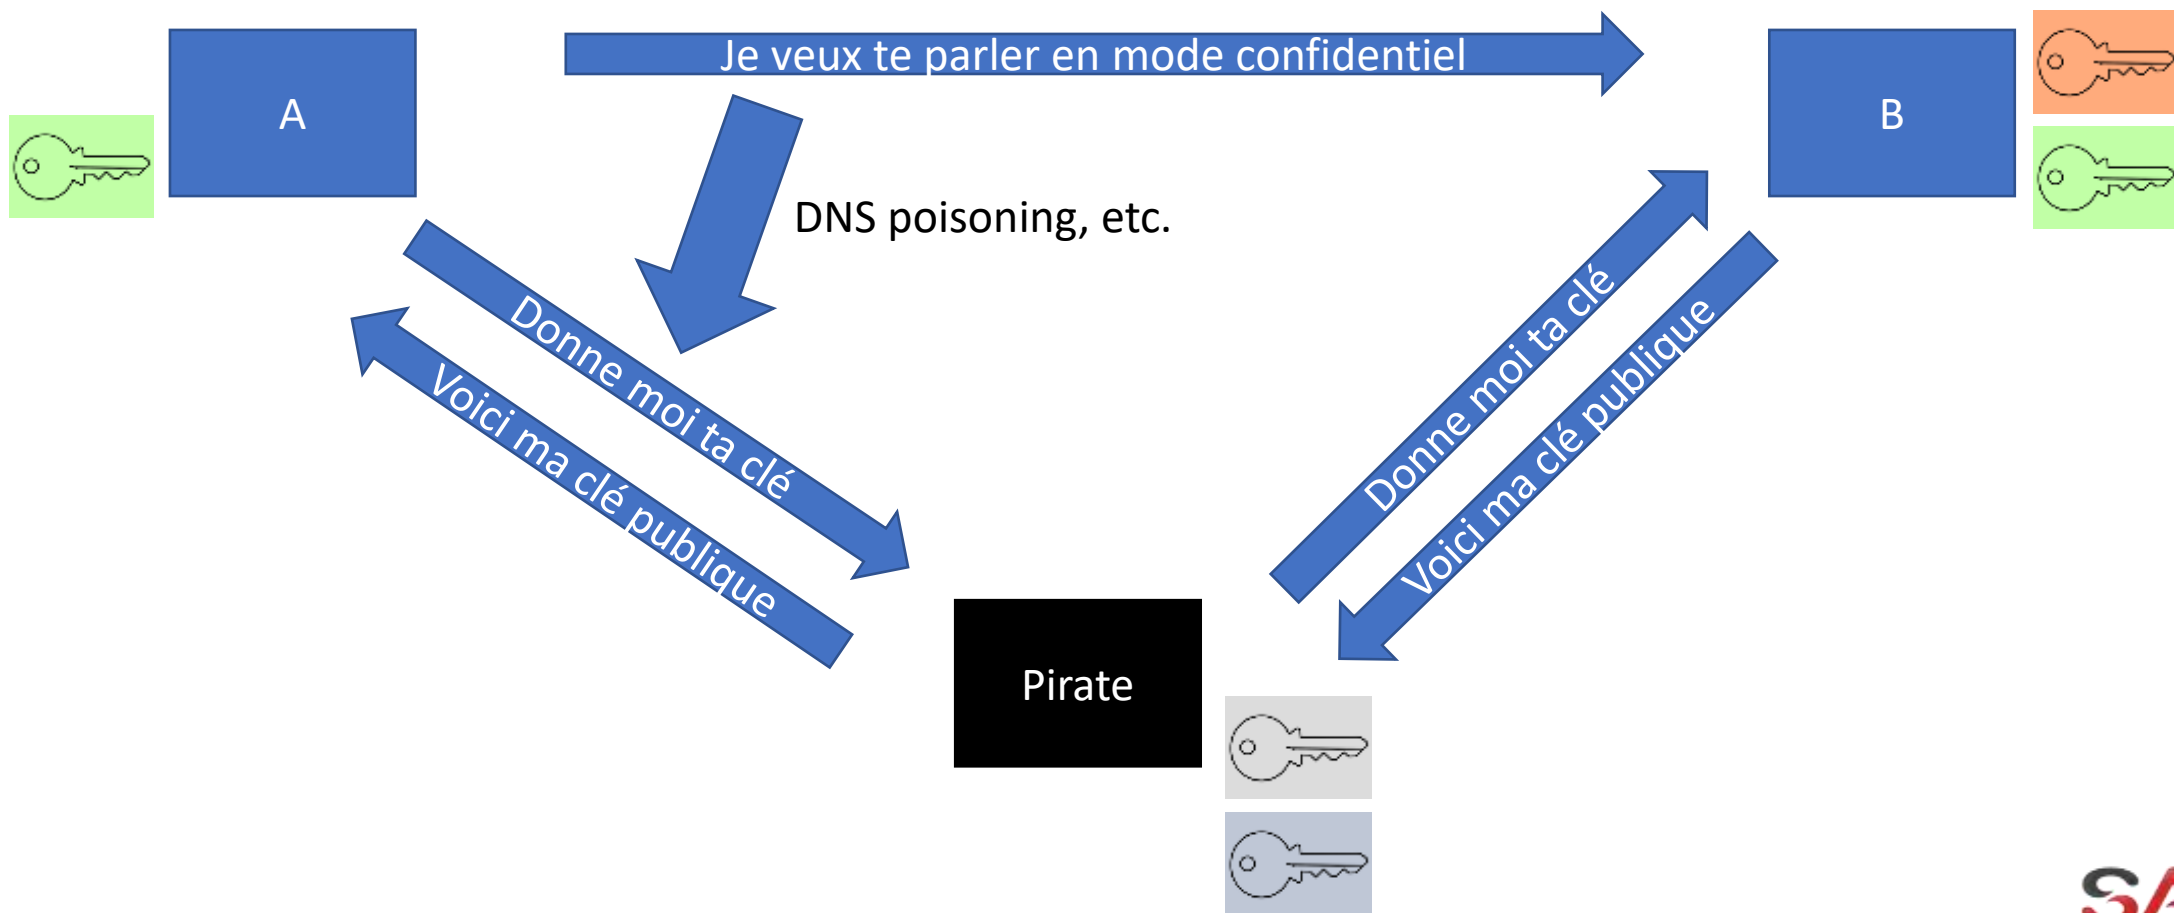 Je veux te parler en mode confidentiel
A
B
DNS poisoning, etc.
Donne moi ta clé
Voici ma clé publique
Donne moi ta clé
Voici ma clé publique
Pirate